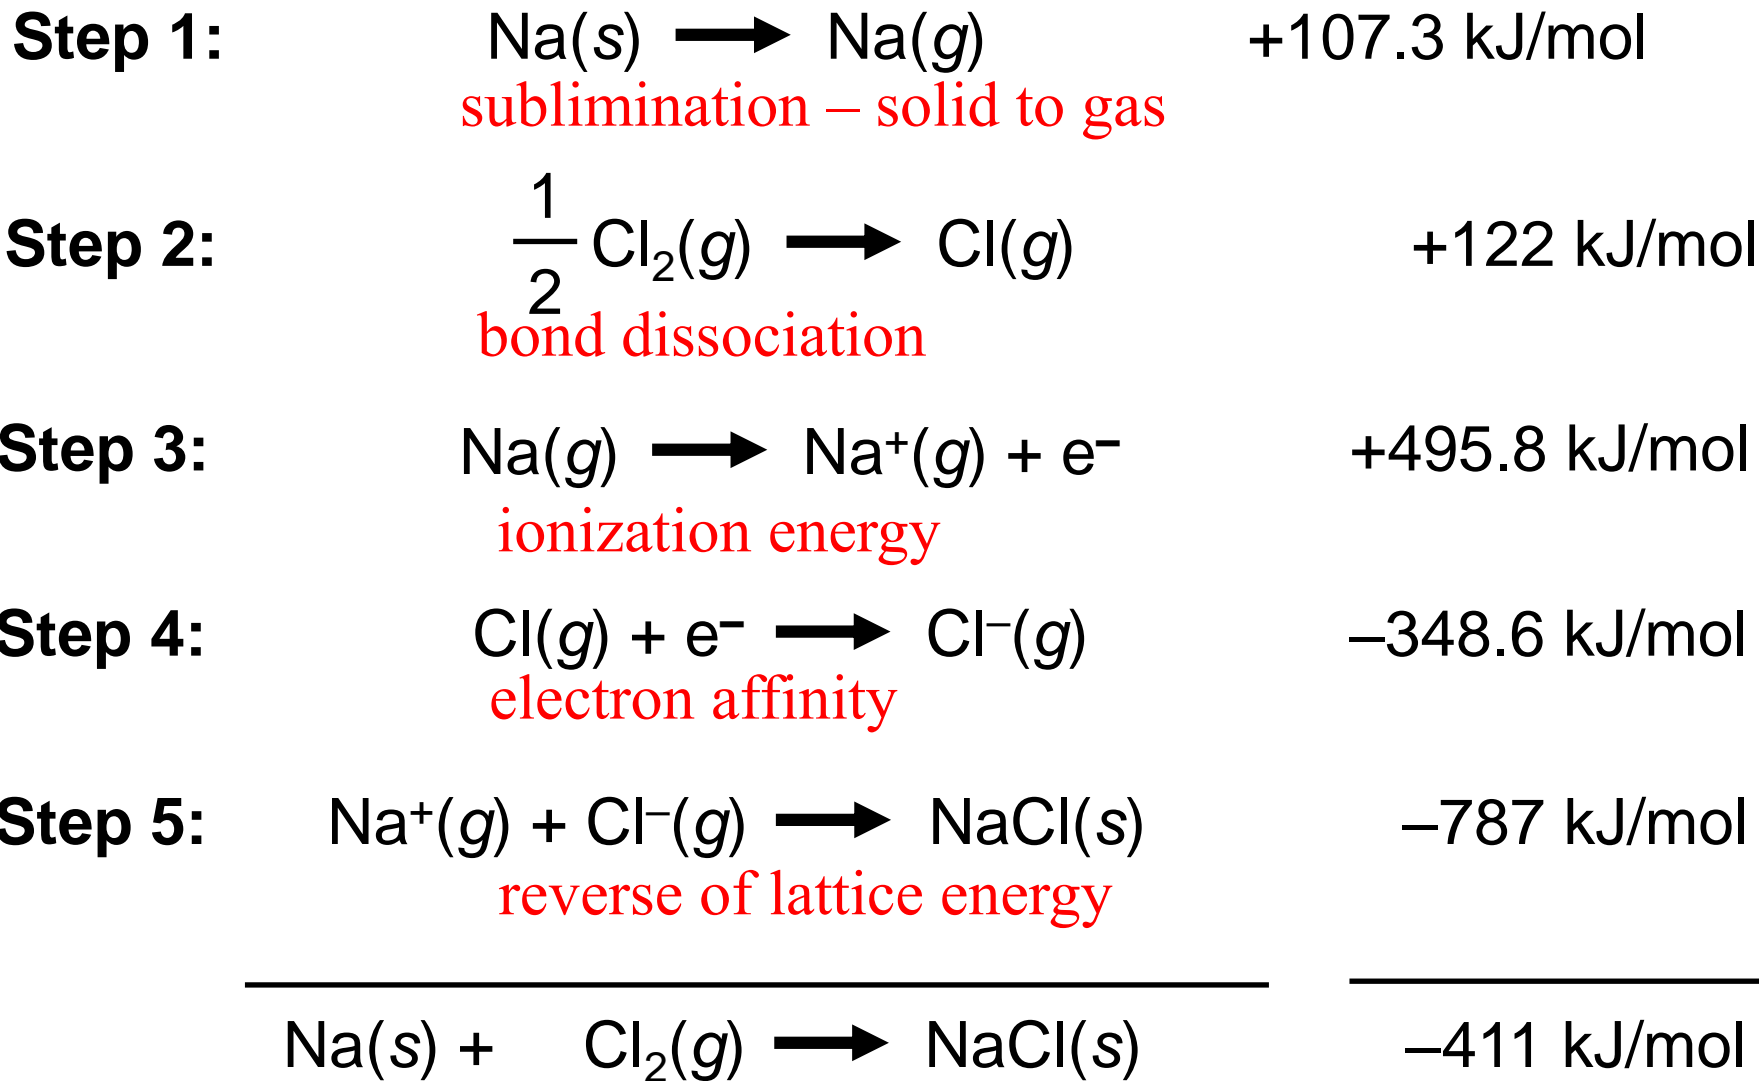 Step 1: Na(s) ⟶ Na(g) +107.3 kJ/mol
sublimination – solid to gas
Step 2: 1/2 Cl₂(g) ⟶ Cl(g) +122 kJ/mol
bond dissociation
Step 3: Na(g) ⟶ Na⁺(g) + e⁻ +495.8 kJ/mol
ionization energy
Step 4: Cl(g) + e⁻ ⟶ Cl⁻(g) –348.6 kJ/mol
electron affinity
Step 5: Na⁺(g) + Cl⁻(g) ⟶ NaCl(s) –787 kJ/mol
reverse of lattice energy
Na(s) + Cl₂(g) ⟶ NaCl(s) –411 kJ/mol